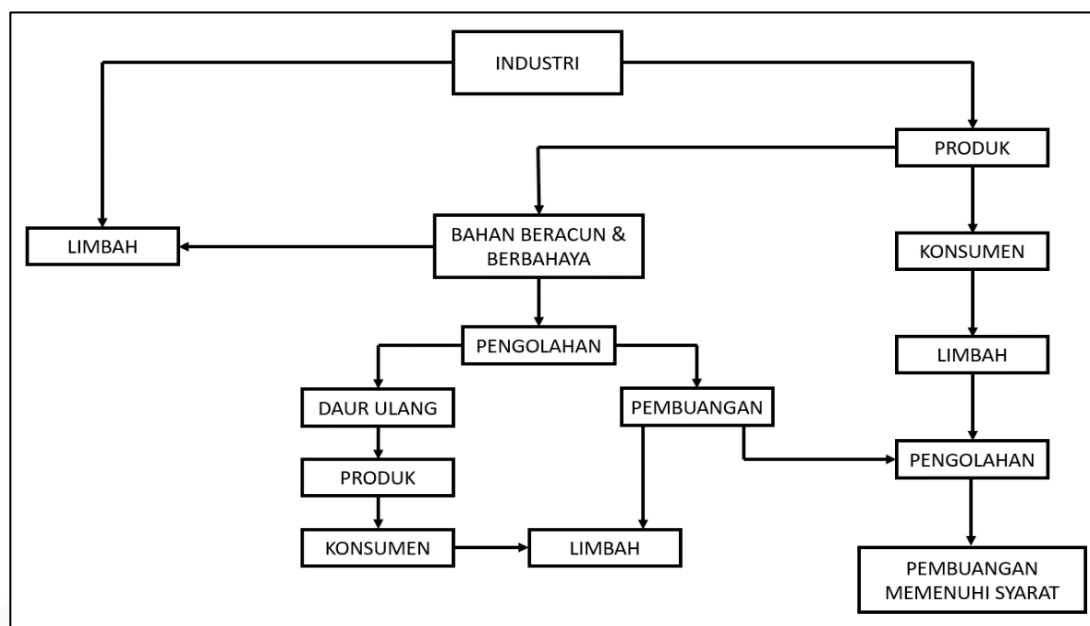 INDUSTRI
PRODUK
BAHAN BERACUN &
BERBAHAYA
LIMBAH
KONSUMEN
PENGOLAHAN
LIMBAH
DAUR ULANG
PEMBUANGAN
PENGOLAHAN
PRODUK
KONSUMEN
LIMBAH
PEMBUANGAN
MEMENUHI SYARAT